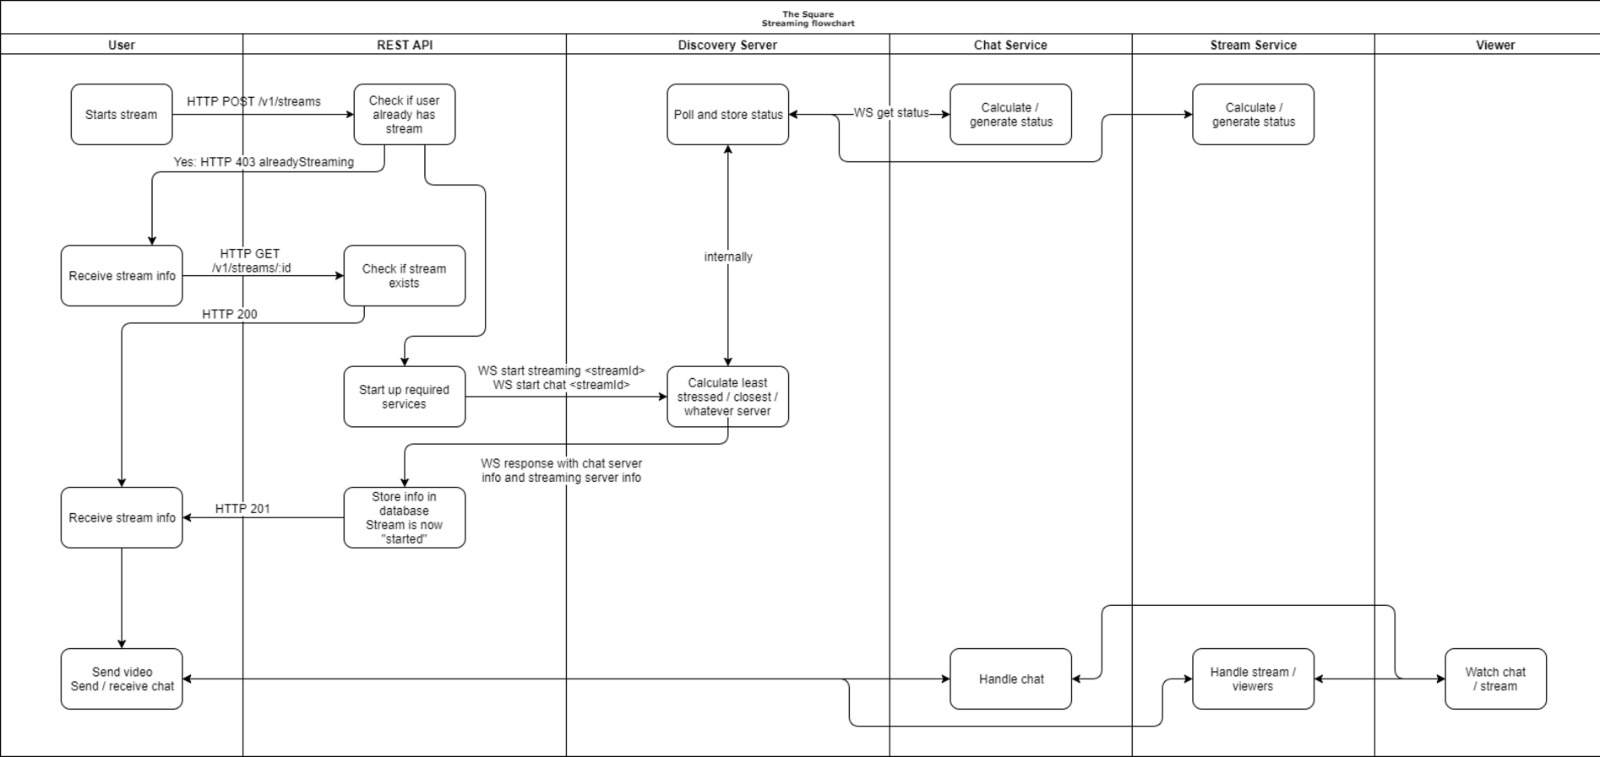 The Square
Streaming flowchart
User
REST API
Discovery Server
Chat Service
Stream Service
Viewer
Starts stream
HTTP POST /v1/streams
Check if user
already has
stream
Poll and store status
WS get status
Calculate /
generate status
Calculate /
generate status
Yes: HTTP 403 alreadyStreaming
Receive stream info
HTTP GET
/v1/streams/:id
Check if stream
exists
internally
HTTP 200
Start up required
services
WS start streaming <streamId>
WS start chat <streamId>
Calculate least
stressed / closest /
whatever server
WS response with chat server
info and streaming server info
Receive stream info
HTTP 201
Store info in
database
Stream is now
"started"
Send video
Send / receive chat
Handle chat
Handle stream /
viewers
Watch chat
/ stream